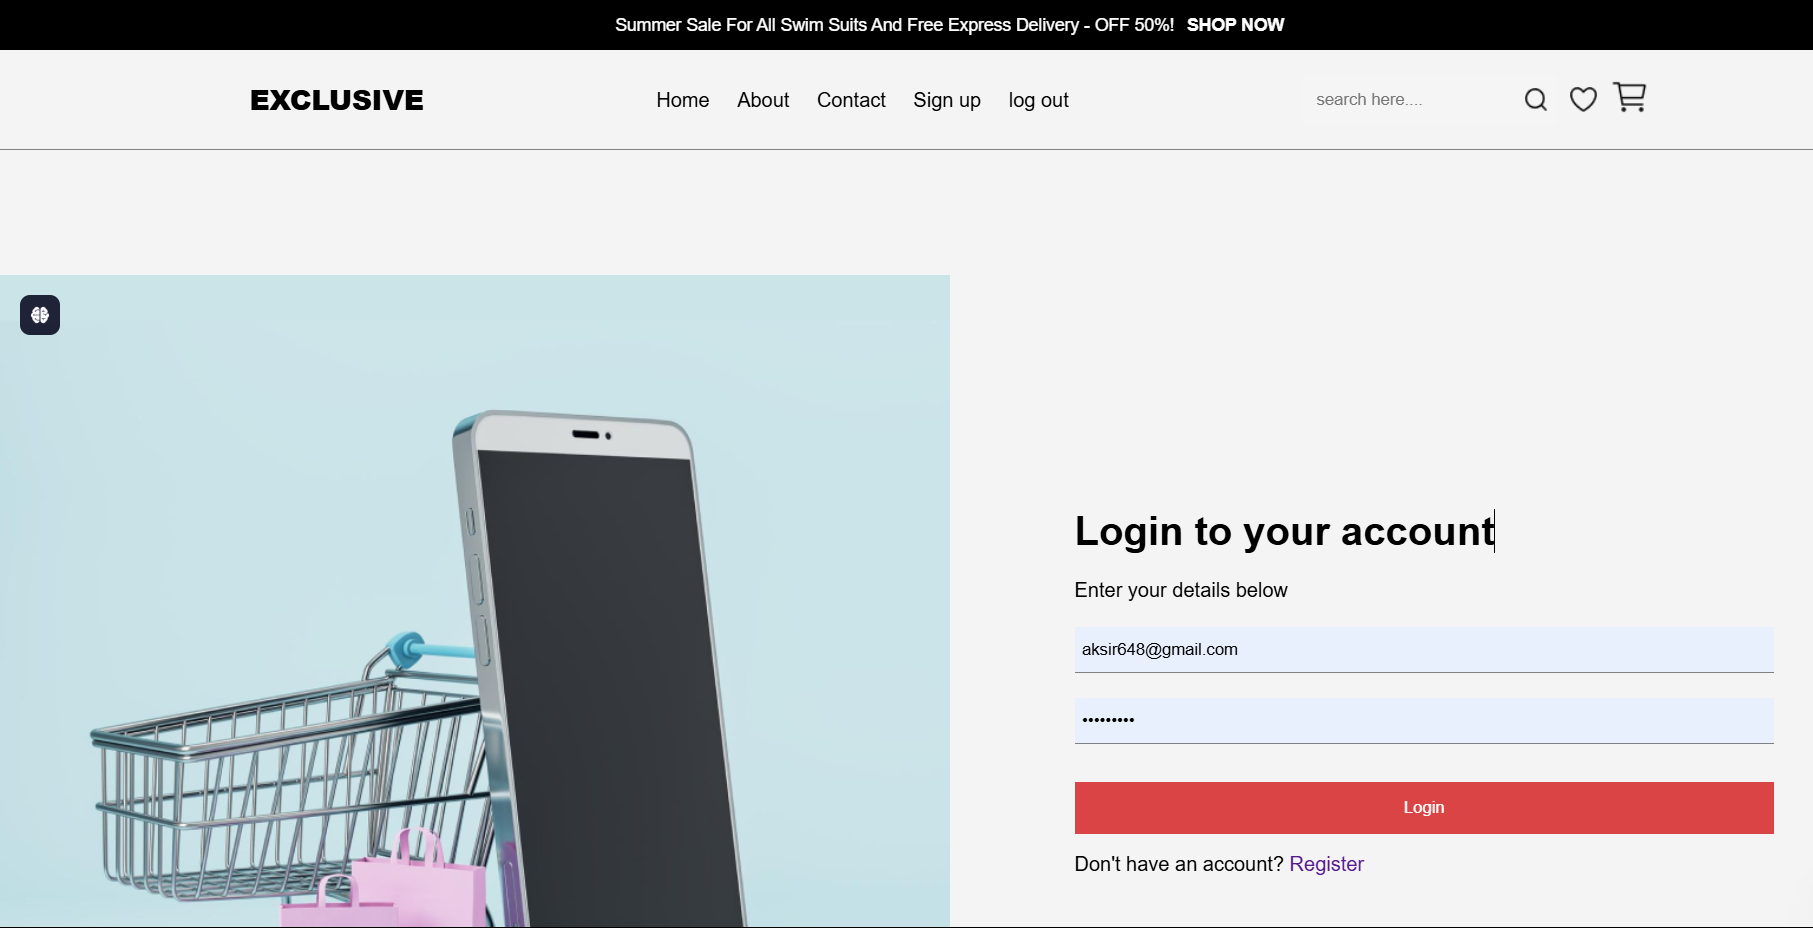 Summer Sale For All Swim Suits And Free Express Delivery - OFF 50%! SHOP NOW
EXCLUSIVE
Home About Contact Sign up log out
search here....
Login to your account
Enter your details below
aksir648@gmail.com
•••••••••
Login
Don't have an account? Register